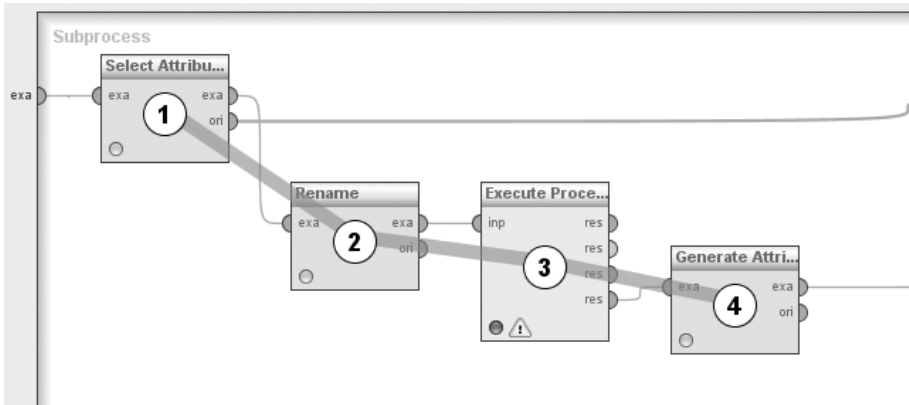 Subprocess
Select Attribu...
exa exa exa
1
ori
Rename
exa exa
2
ori
Execute Proce...
inp res
res
3
res
res
Generate Attri...
exa exa
4
ori